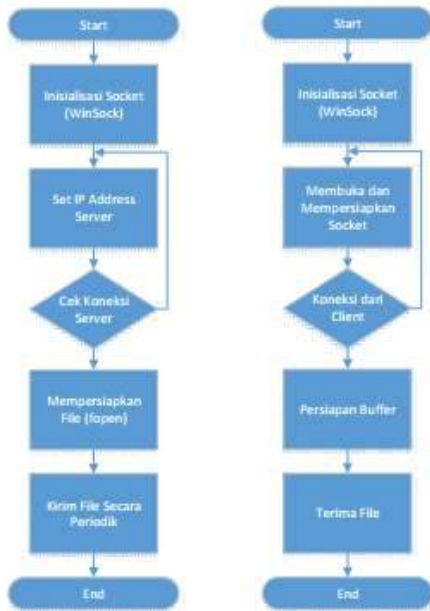 Start
Inisialisasi Socket
(WinSock)
Set IP Address
Server
Cek Koneksi
Server
Mempersiapkan
File (fopen)
Kirim File Secara
Periodik
End
Start
Inisialisasi Socket
(WinSock)
Membuka dan
Mempersiapkan
Socket
Koneksi dari
Client
Persiapan Buffer
Terima File
End